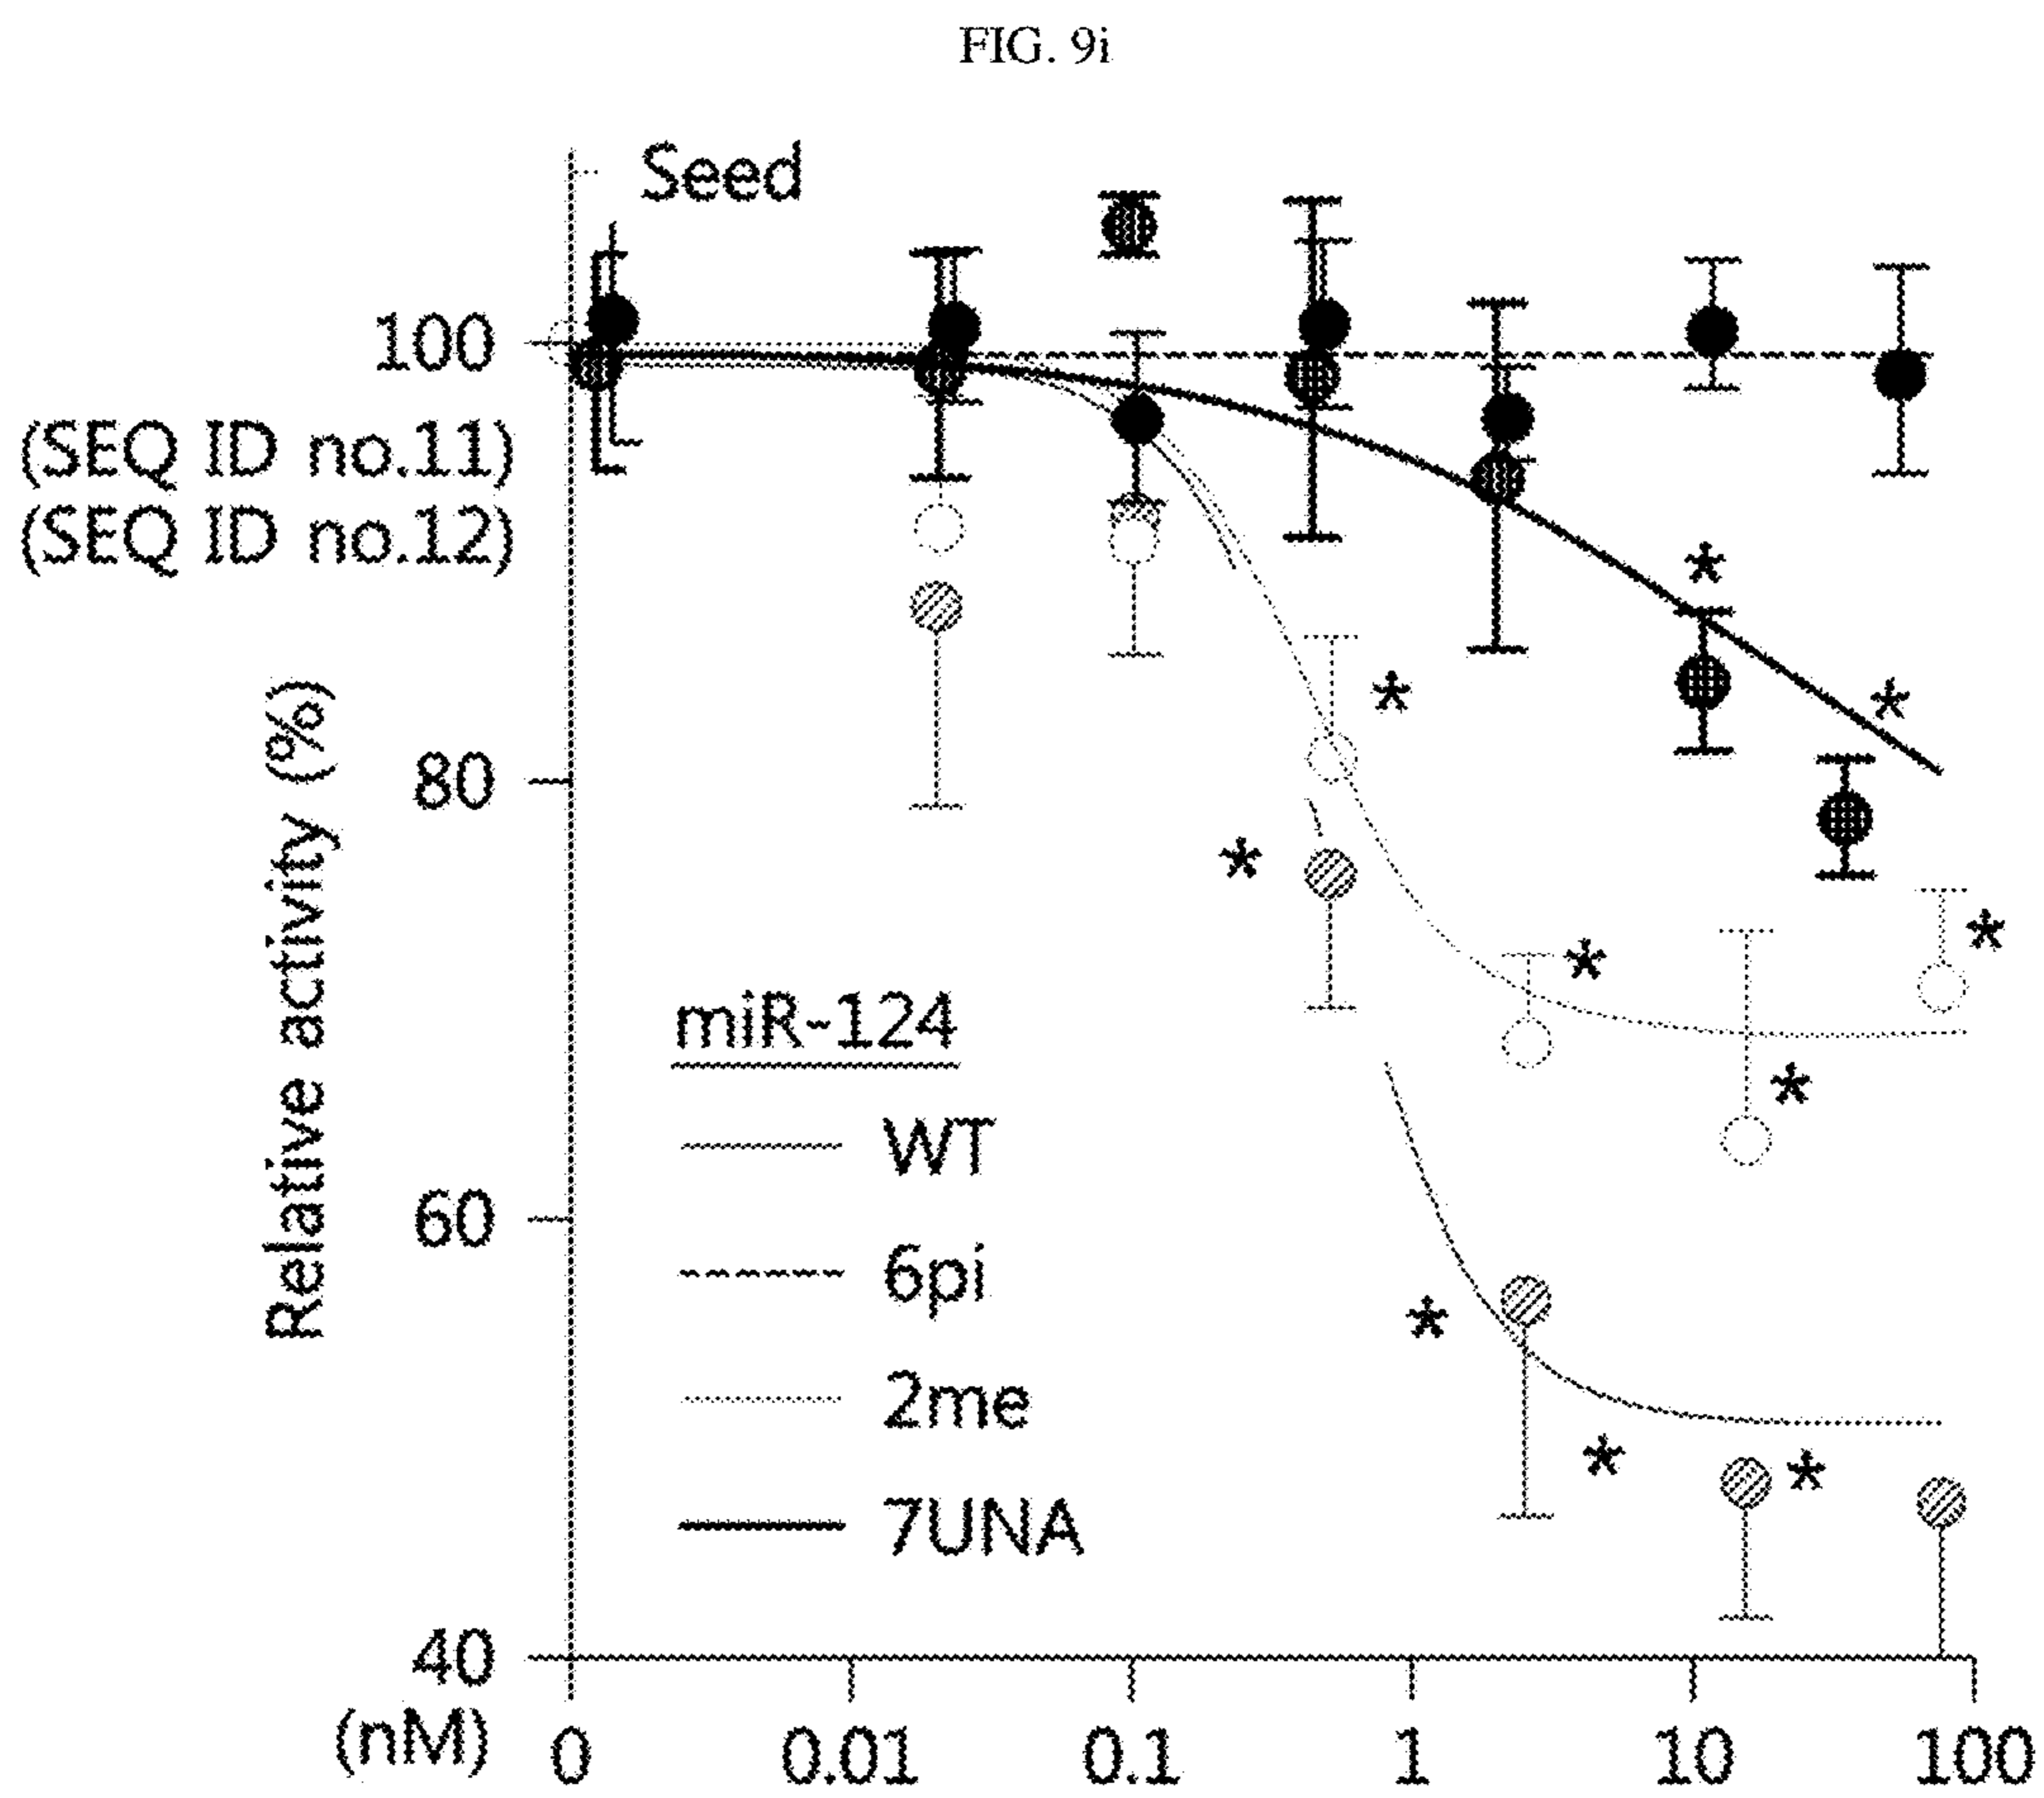 FIG. 9i
Seed
100
(SEQ ID no.11)
(SEQ ID no.12)
*
*
*
Relative activity (%)
80
*
*
*
*
miR-124
WT
60
6pi
*
2me
*
*
7UNA
40
(nM)
0 0.01 0.1 1 10 100